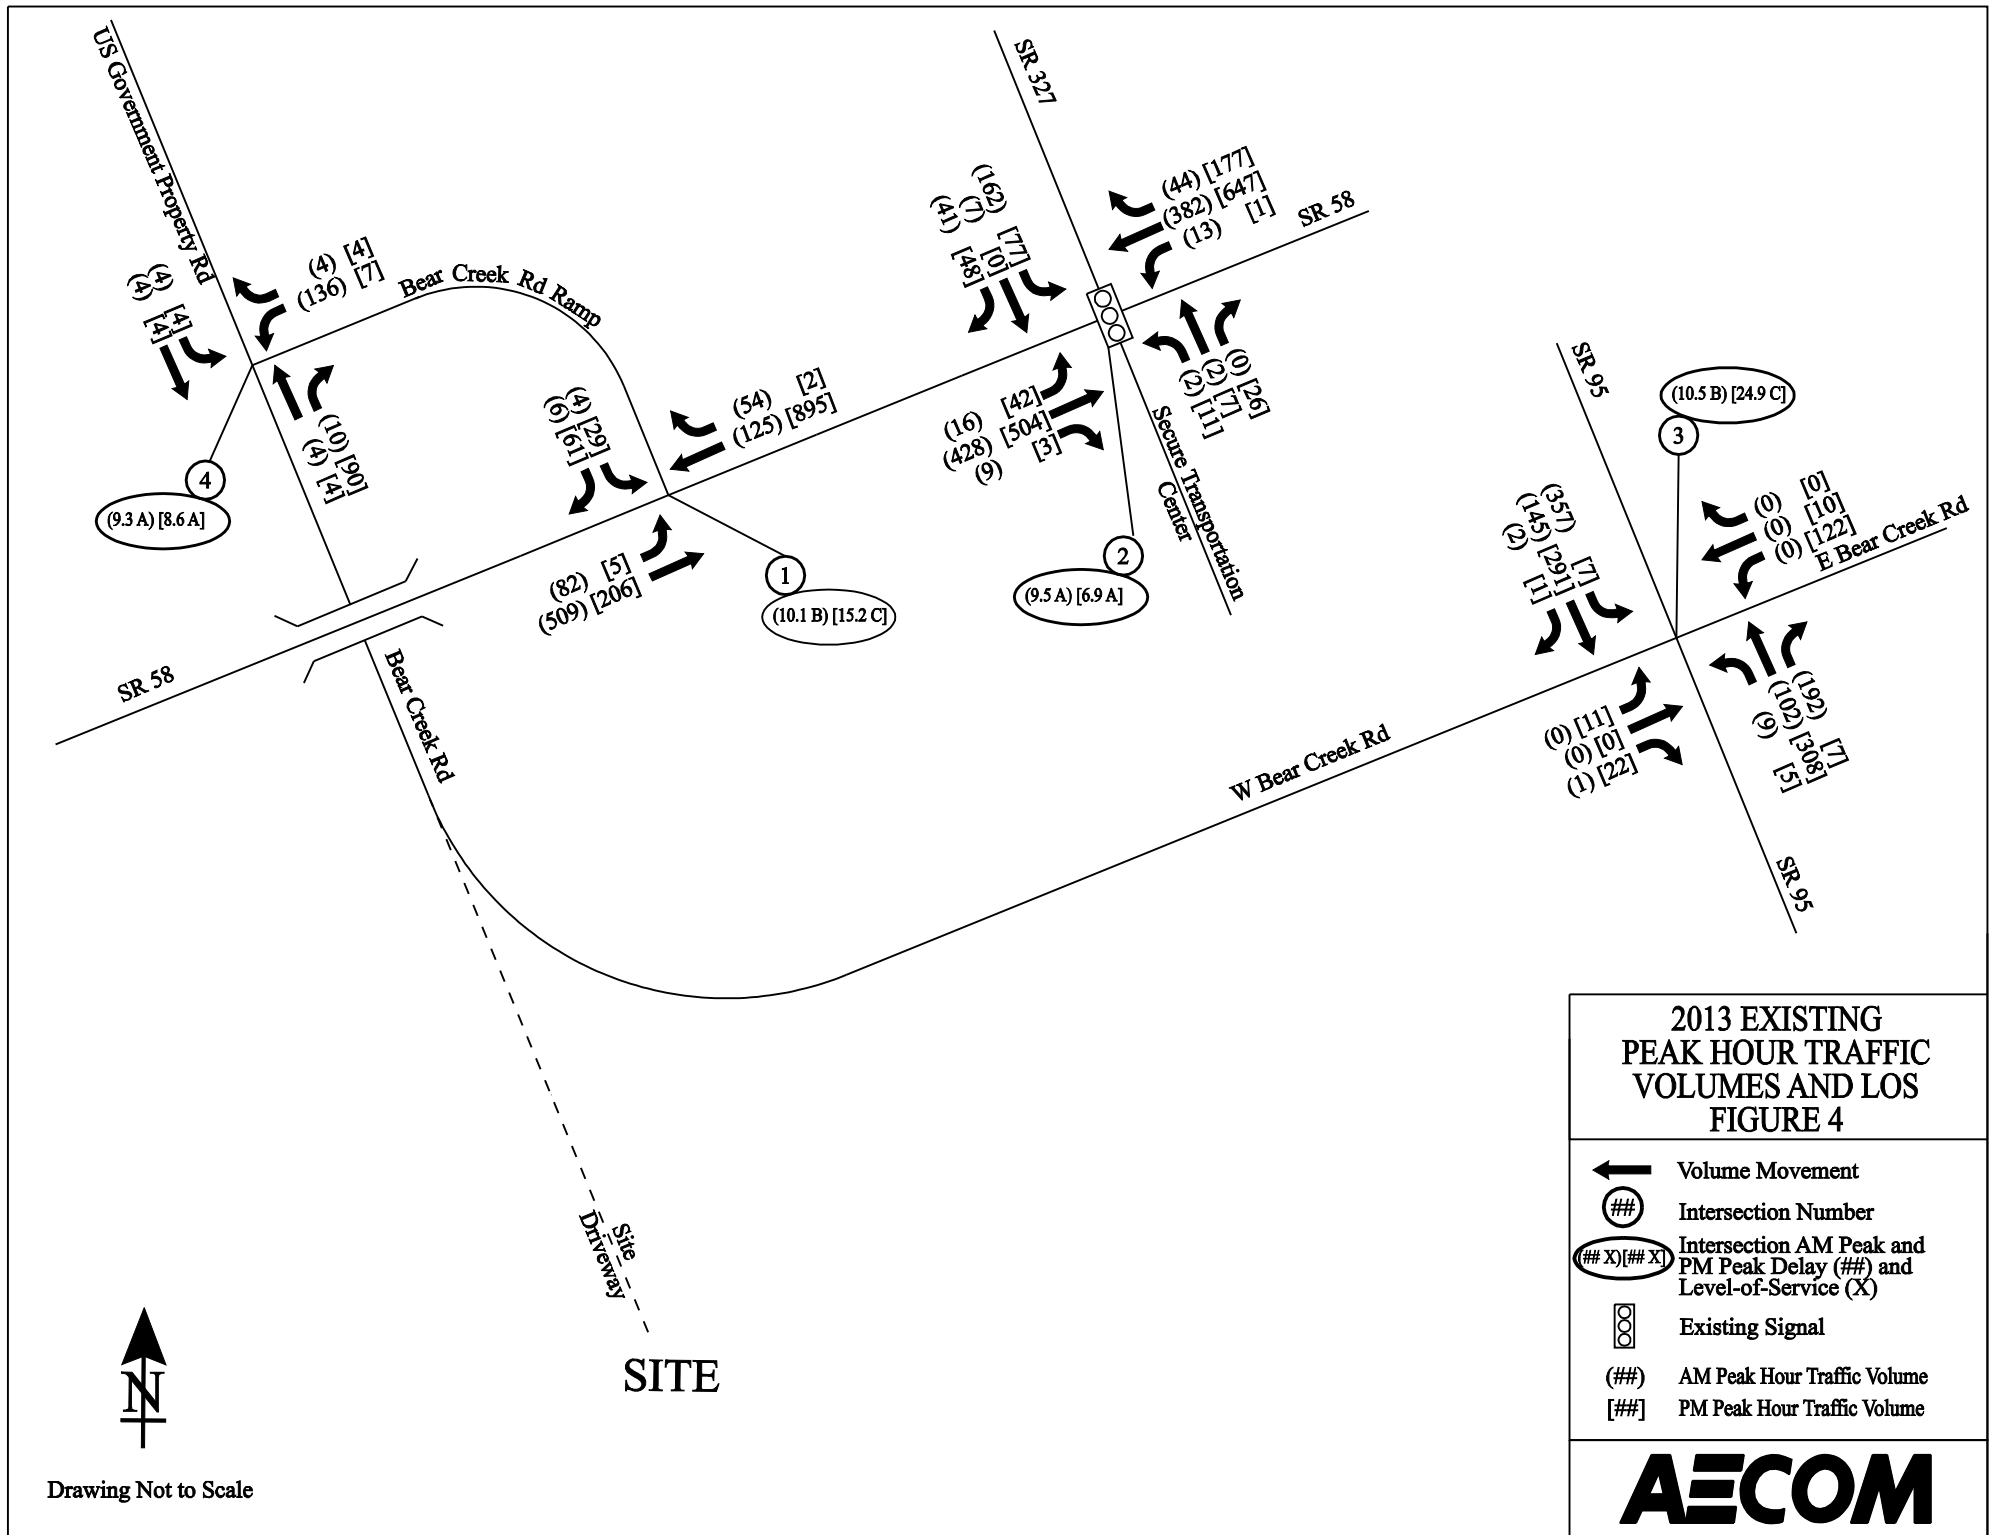 US Government Property Rd
SR 327
(162) [77]
(7) [0]
(41) [48]
(44) [177]
(382) [647]
(13) [1]
SR 58
(4) [4]
(136) [7]
(4) [4]
(4) [4]
Bear Creek Rd Ramp
(10) [90]
(4) [4]
4
(9.3 A) [8.6 A]
(4) [29]
(6) [61]
(54) [2]
(125) [895]
(82) [5]
(509) [206]
1
(10.1 B) [15.2 C]
(16) [42]
(428) [504]
(9) [3]
(0) [26]
(2) [7]
(2) [11]
Secure Transportation
Center
2
(9.5 A) [6.9 A]
SR 95
(10.5 B) [24.9 C]
3
(357) [7]
(145) [291]
(2) [1]
(0) [0]
(0) [10]
(0) [122]
E Bear Creek Rd
(0) [11]
(0) [0]
(1) [22]
(192) [7]
(102) [308]
(9) [5]
SR 95
SR 58
Bear Creek Rd
W Bear Creek Rd
Site
Driveway
SITE
N
Drawing Not to Scale
2013 EXISTING
PEAK HOUR TRAFFIC
VOLUMES AND LOS
FIGURE 4
Volume Movement
## Intersection Number
(## X)[## X] Intersection AM Peak and
PM Peak Delay (##) and
Level-of-Service (X)
Existing Signal
(##) AM Peak Hour Traffic Volume
[##] PM Peak Hour Traffic Volume
AECOM